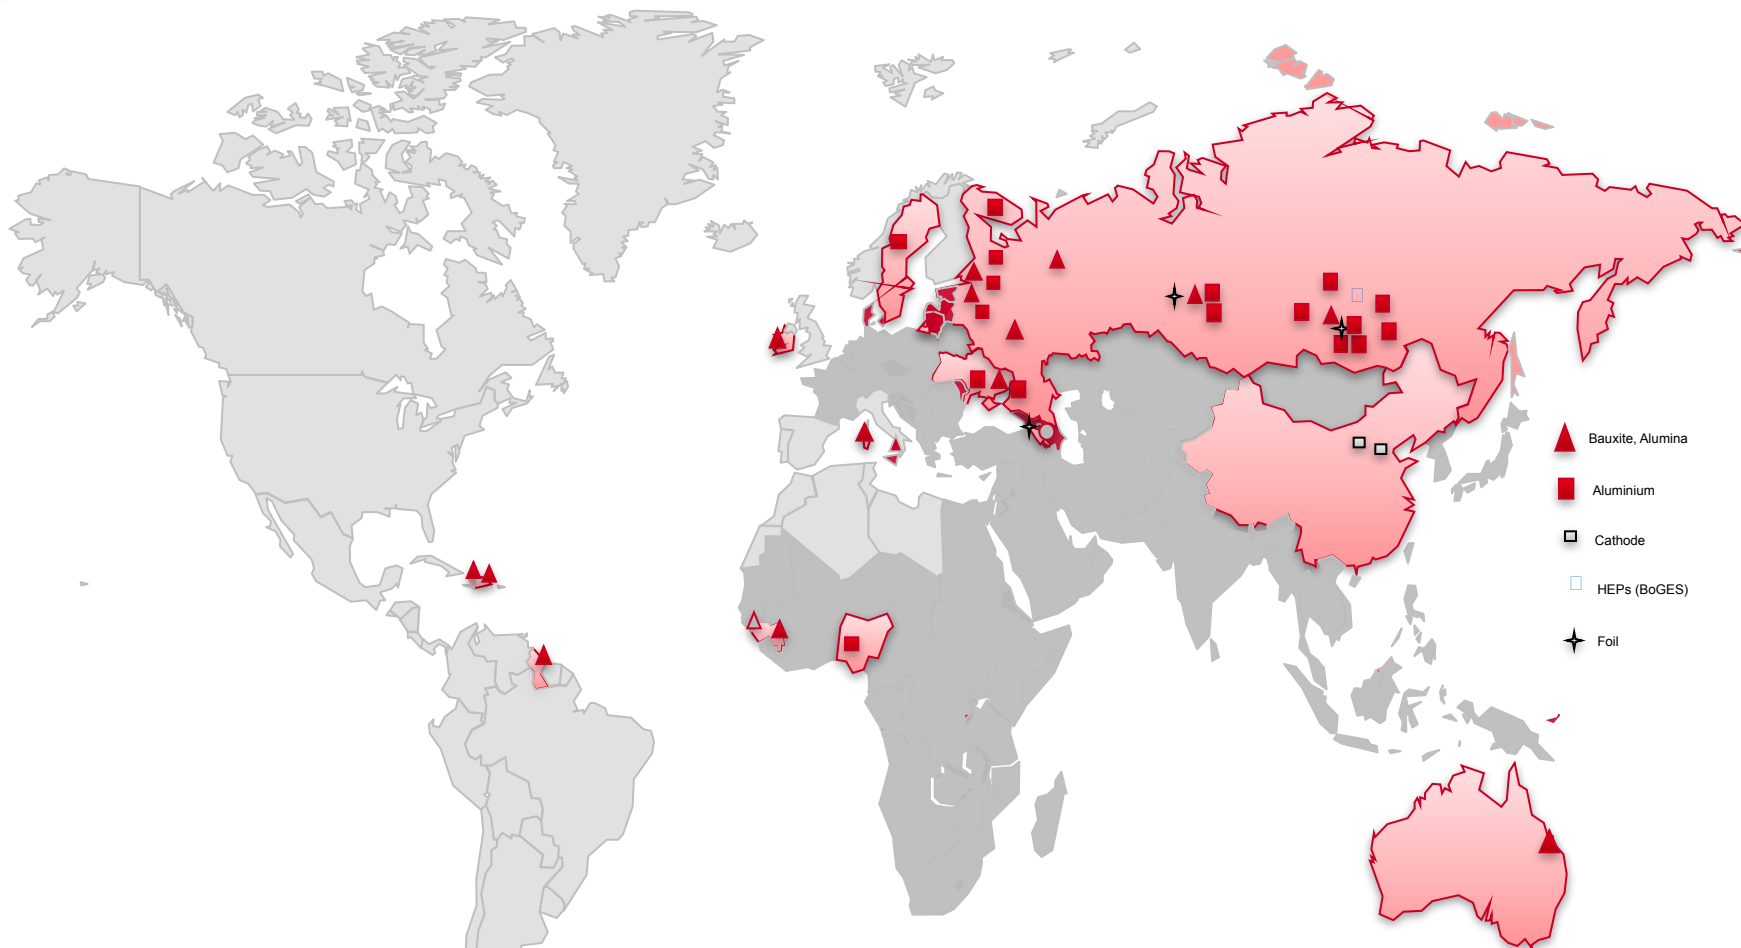 Bauxite, Alumina
Aluminium
Cathode
HEPs (BoGES)
Foil